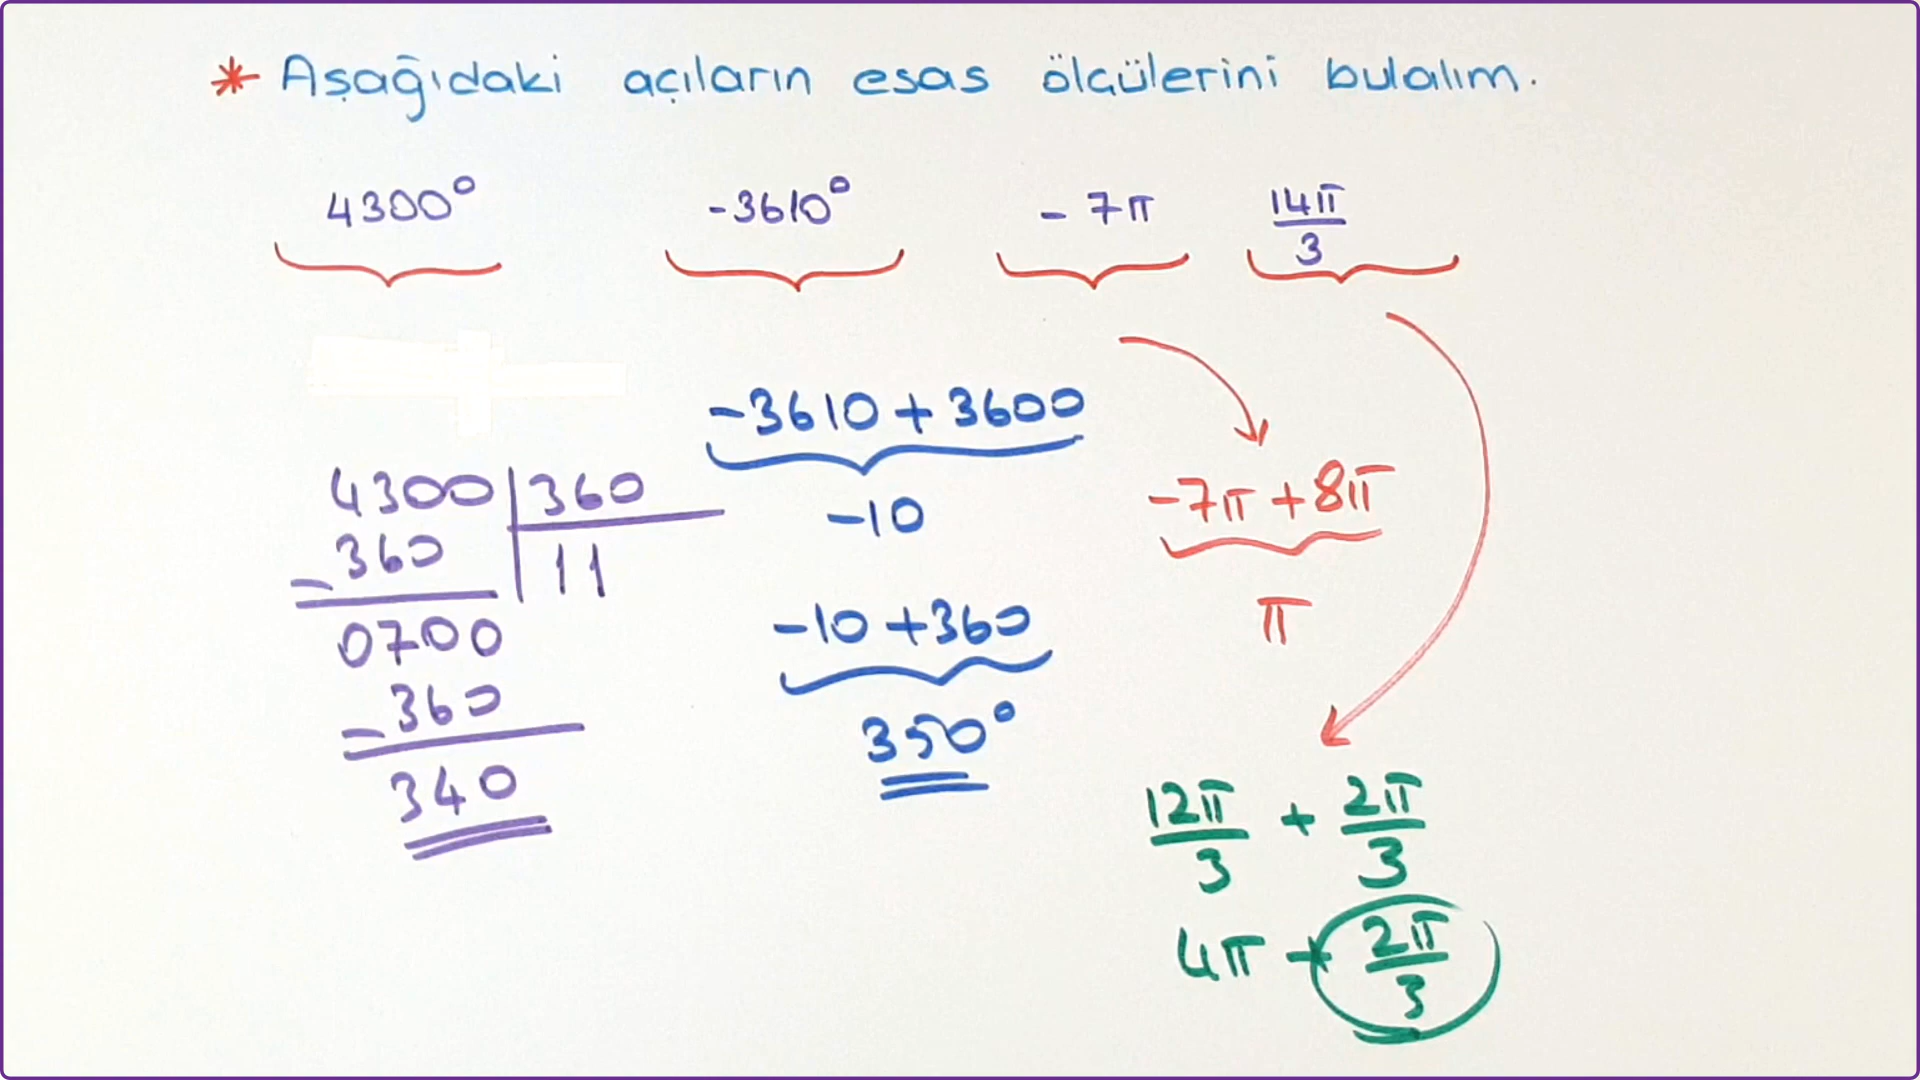 * Aşağıdaki açıların esas ölçülerini bulalım.
4300° -3610° - 7π 14π/3
4300 | 360
- 360 11
0700
- 360
340
-3610 + 3600
-10
-10 +360
350°
-7π + 8π
π
12π/3 + 2π/3
4π + 2π/3